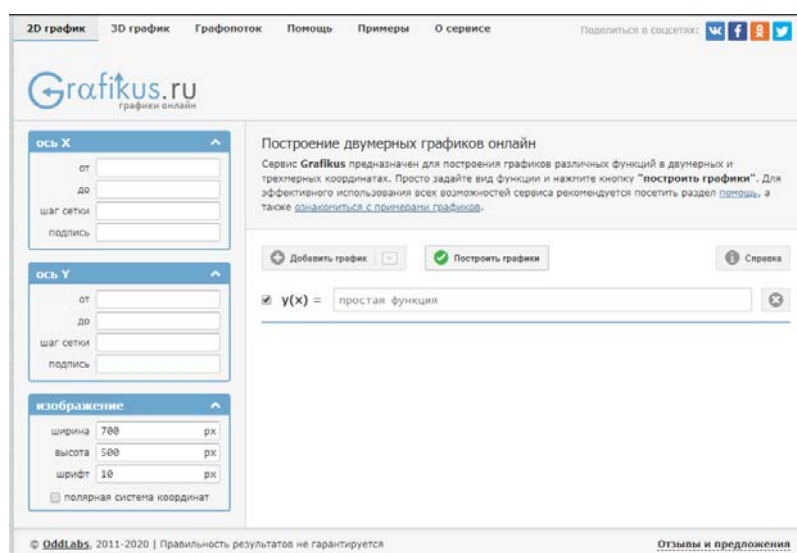 2D график 3D график Графопоток Помощь Примеры О сервисе Поделиться в соцсетях:
Grafikus.ru
графики онлайн
ось X
от
до
шаг сетки
подпись
ось Y
от
до
шаг сетки
подпись
изображение
ширина 700 px
высота 500 px
шрифт 10 px
полярная система координат
Построение двумерных графиков онлайн
Сервис Grafikus предназначен для построения графиков различных функций в двумерных и
трехмерных координатах. Просто задайте вид функции и нажмите кнопку "построить графики". Для
эффективного использования всех возможностей сервиса рекомендуется посетить раздел помощь, а
также ознакомиться с примерами графиков.
Добавить график Построить графики Справка
y(x) = простая функция
© OddLabs, 2011-2020 | Правильность результатов не гарантируется Отзывы и предложения